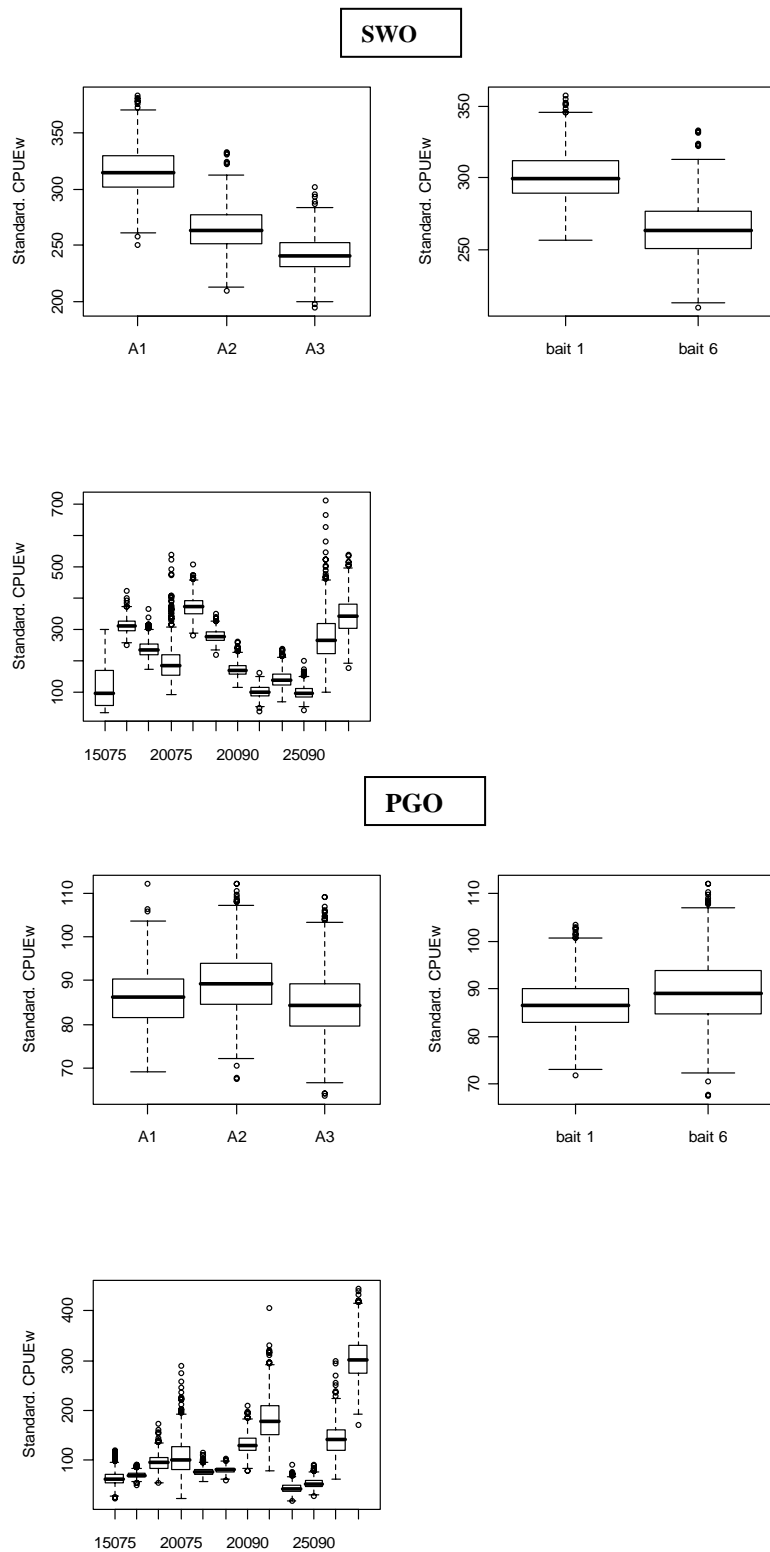 SWO
Standard. CPUEw
350
300
250
200
A1 A2 A3
Standard. CPUEw
350
300
250
bait 1 bait 6
Standard. CPUEw
700
500
300
100
15075 20075 20090 25090
PGO
Standard. CPUEw
110
100
90
80
70
A1 A2 A3
Standard. CPUEw
110
100
90
80
70
bait 1 bait 6
Standard. CPUEw
400
300
200
100
15075 20075 20090 25090